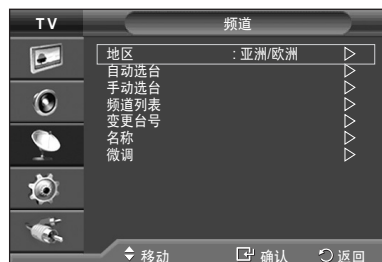 TV 频道
地区 : 亚洲/欧洲
自动选台
手动选台
频道列表
变更台号
名称
微调
移动 确认 返回